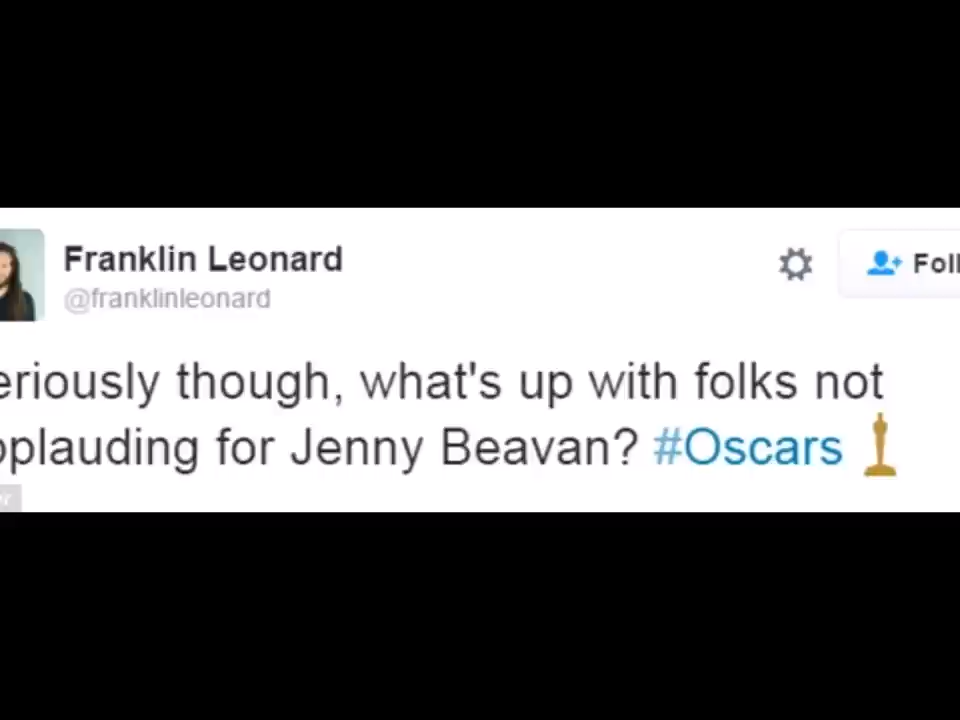 Franklin Leonard
@franklinleonard
Foll
eriously though, what's up with folks not
pplauding for Jenny Beavan? #Oscars